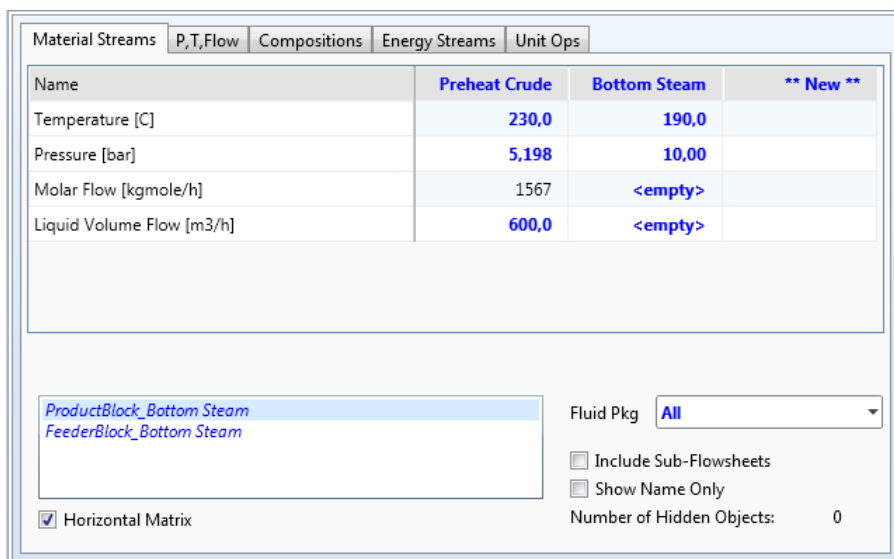 Material Streams P,T,Flow Compositions Energy Streams Unit Ops
Name Preheat Crude Bottom Steam ** New **
Temperature [C] 230,0 190,0
Pressure [bar] 5,198 10,00
Molar Flow [kgmole/h] 1567 <empty>
Liquid Volume Flow [m3/h] 600,0 <empty>
ProductBlock_Bottom Steam
FeederBlock_Bottom Steam
Fluid Pkg All
Include Sub-Flowsheets
Show Name Only
Horizontal Matrix Number of Hidden Objects: 0